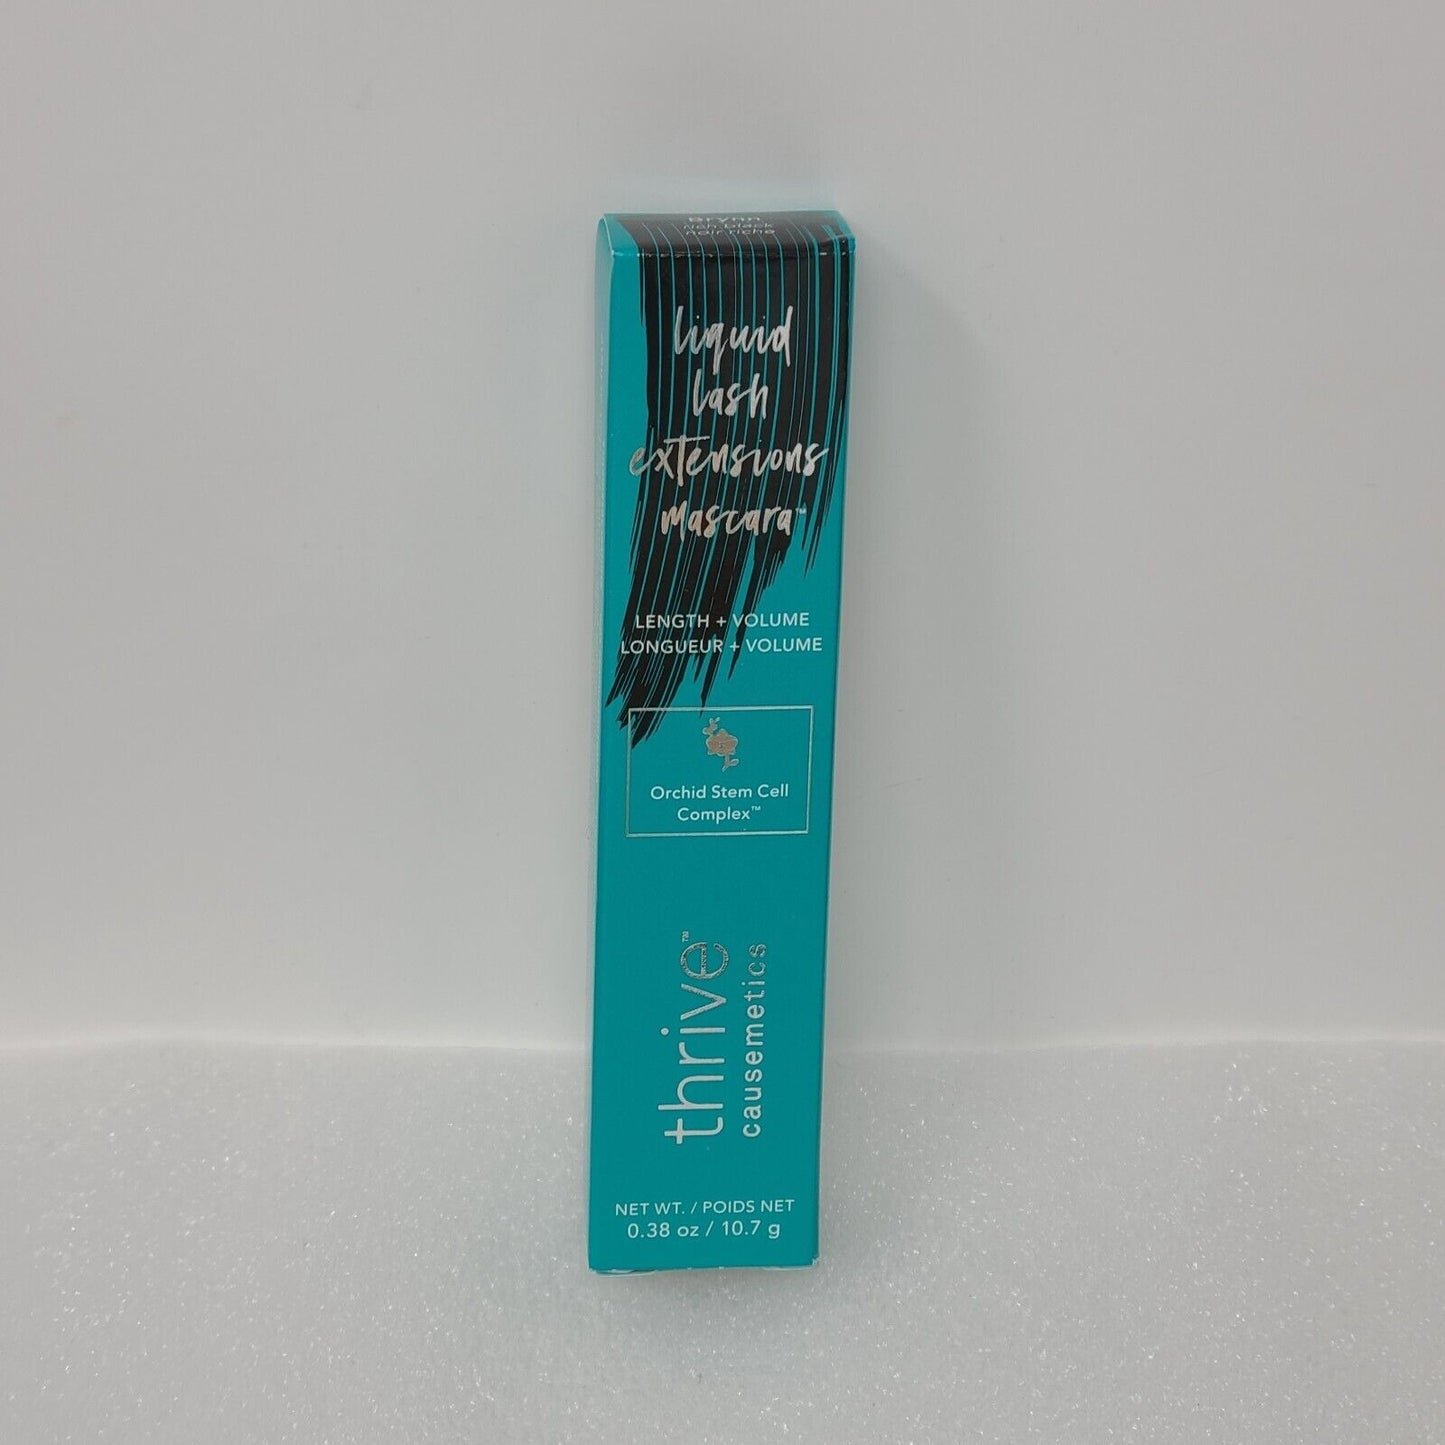 Brynn
rich black
noir riche
liquid
lash
extensions
mascara™
LENGTH + VOLUME
LONGUEUR + VOLUME
Orchid Stem Cell
Complex™
thrive™
causemetics
NET WT. / POIDS NET
0.38 oz / 10.7 g